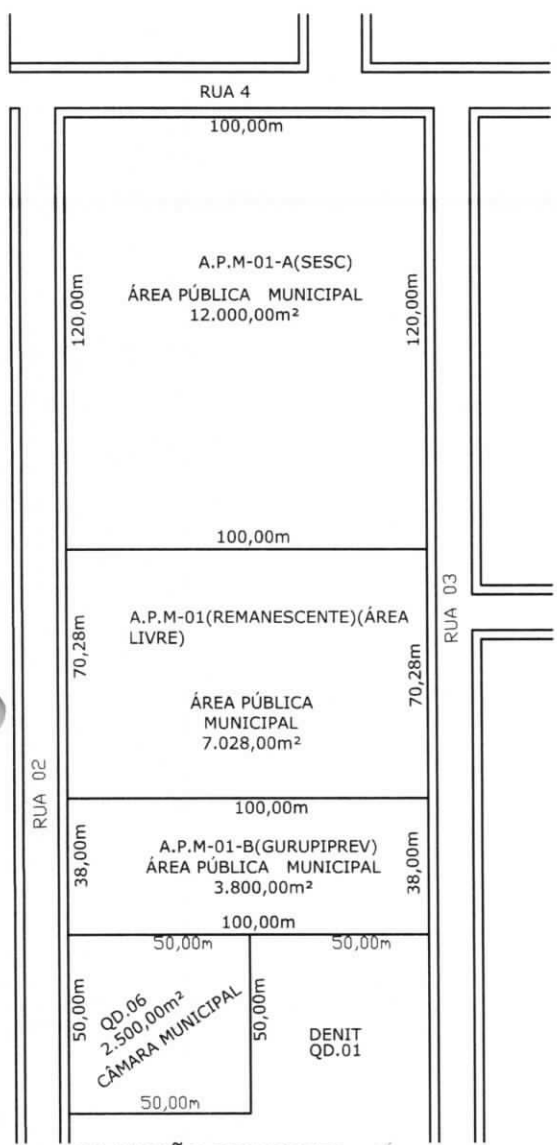 RUA 4
100,00m
A.P.M-01-A(SESC)
ÁREA PÚBLICA MUNICIPAL
12.000,00m²
120,00m
120,00m
100,00m
A.P.M-01(REMANESCENTE)(ÁREA
LIVRE)
70,28m
70,28m
ÁREA PÚBLICA
MUNICIPAL
7.028,00m²
RUA 03
RUA 02
100,00m
A.P.M-01-B(GURUPIPREV)
ÁREA PÚBLICA MUNICIPAL
3.800,00m²
38,00m
38,00m
100,00m
50,00m
50,00m
50,00m
QD.06
2.500,00m²
CÂMARA MUNICIPAL
50,00m
DENIT
QD.01
50,00m